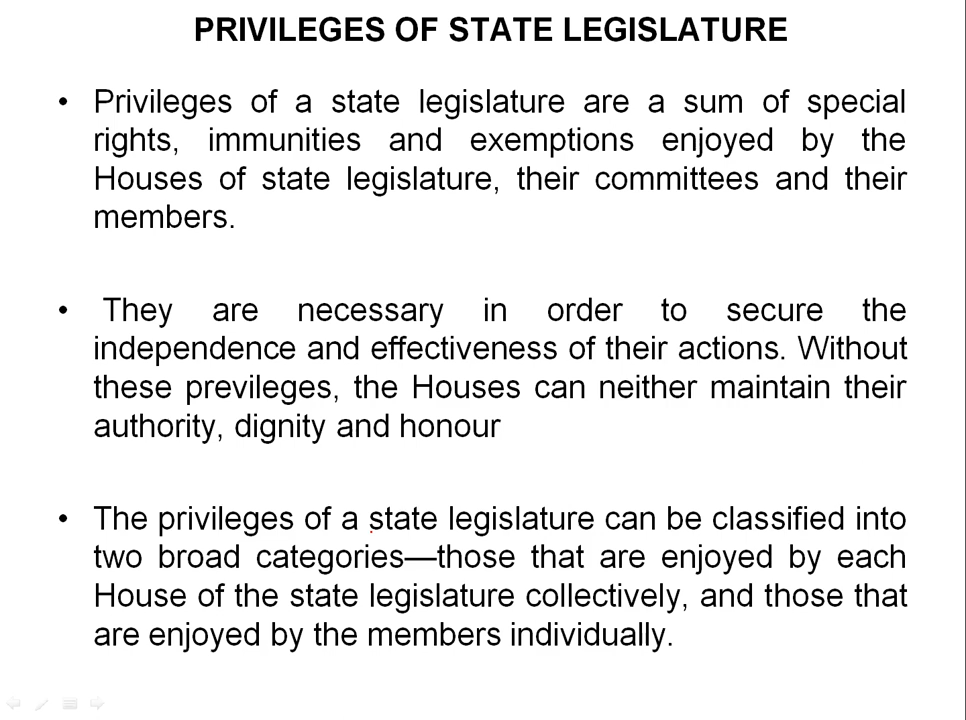 PRIVILEGES OF STATE LEGISLATURE
• Privileges of a state legislature are a sum of special
rights, immunities and exemptions enjoyed by the
Houses of state legislature, their committees and their
members.
• They are necessary in order to secure the
independence and effectiveness of their actions. Without
these previleges, the Houses can neither maintain their
authority, dignity and honour
• The privileges of a state legislature can be classified into
two broad categories—those that are enjoyed by each
House of the state legislature collectively, and those that
are enjoyed by the members individually.